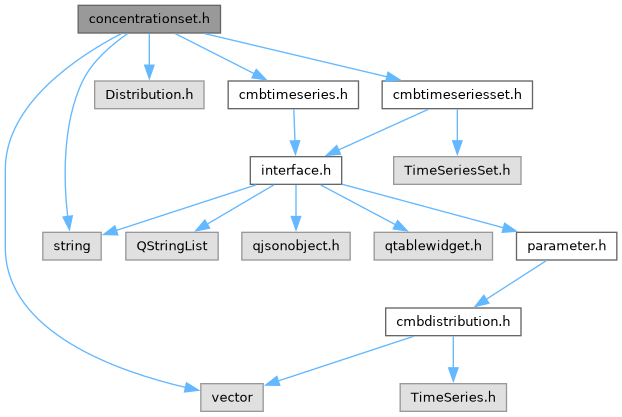 concentrationset.h
Distribution.h
cmbtimeseries.h
cmbtimeseriesset.h
interface.h
TimeSeriesSet.h
string
QStringList
qjsonobject.h
qtablewidget.h
parameter.h
cmbdistribution.h
vector
TimeSeries.h